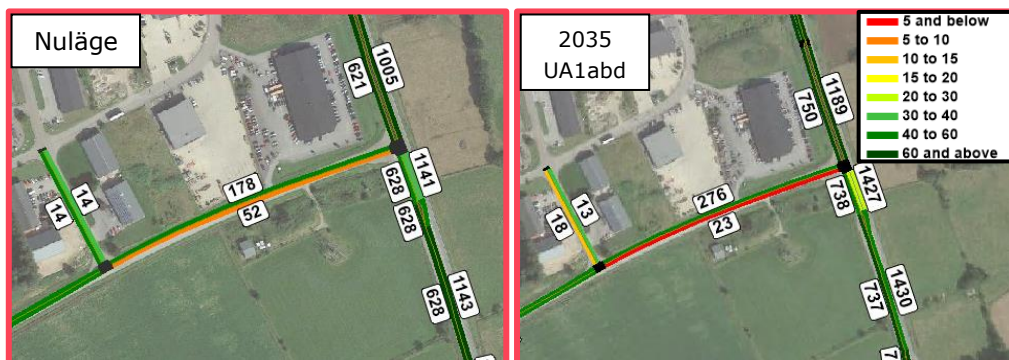 Nuläge
1005
621
1141
628
628
178
52
14
14
1143
628
2035
UA1abd
1189
750
1427
738
276
23
13
18
1430
737
7
5 and below
5 to 10
10 to 15
15 to 20
20 to 30
30 to 40
40 to 60
60 and above